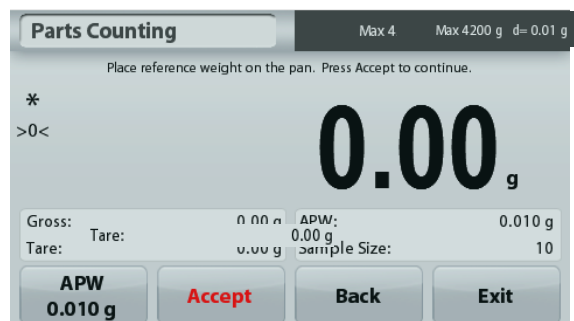 Parts Counting Max 4 Max 4200 g d= 0.01 g
Place reference weight on the pan. Press Accept to continue.
*
>0<
0.00 g
Gross: 0.00 g APW: 0.010 g
Tare: 0.00 g
Tare: 0.00 g Sample Size: 10
APW
0.010 g
Accept
Back
Exit